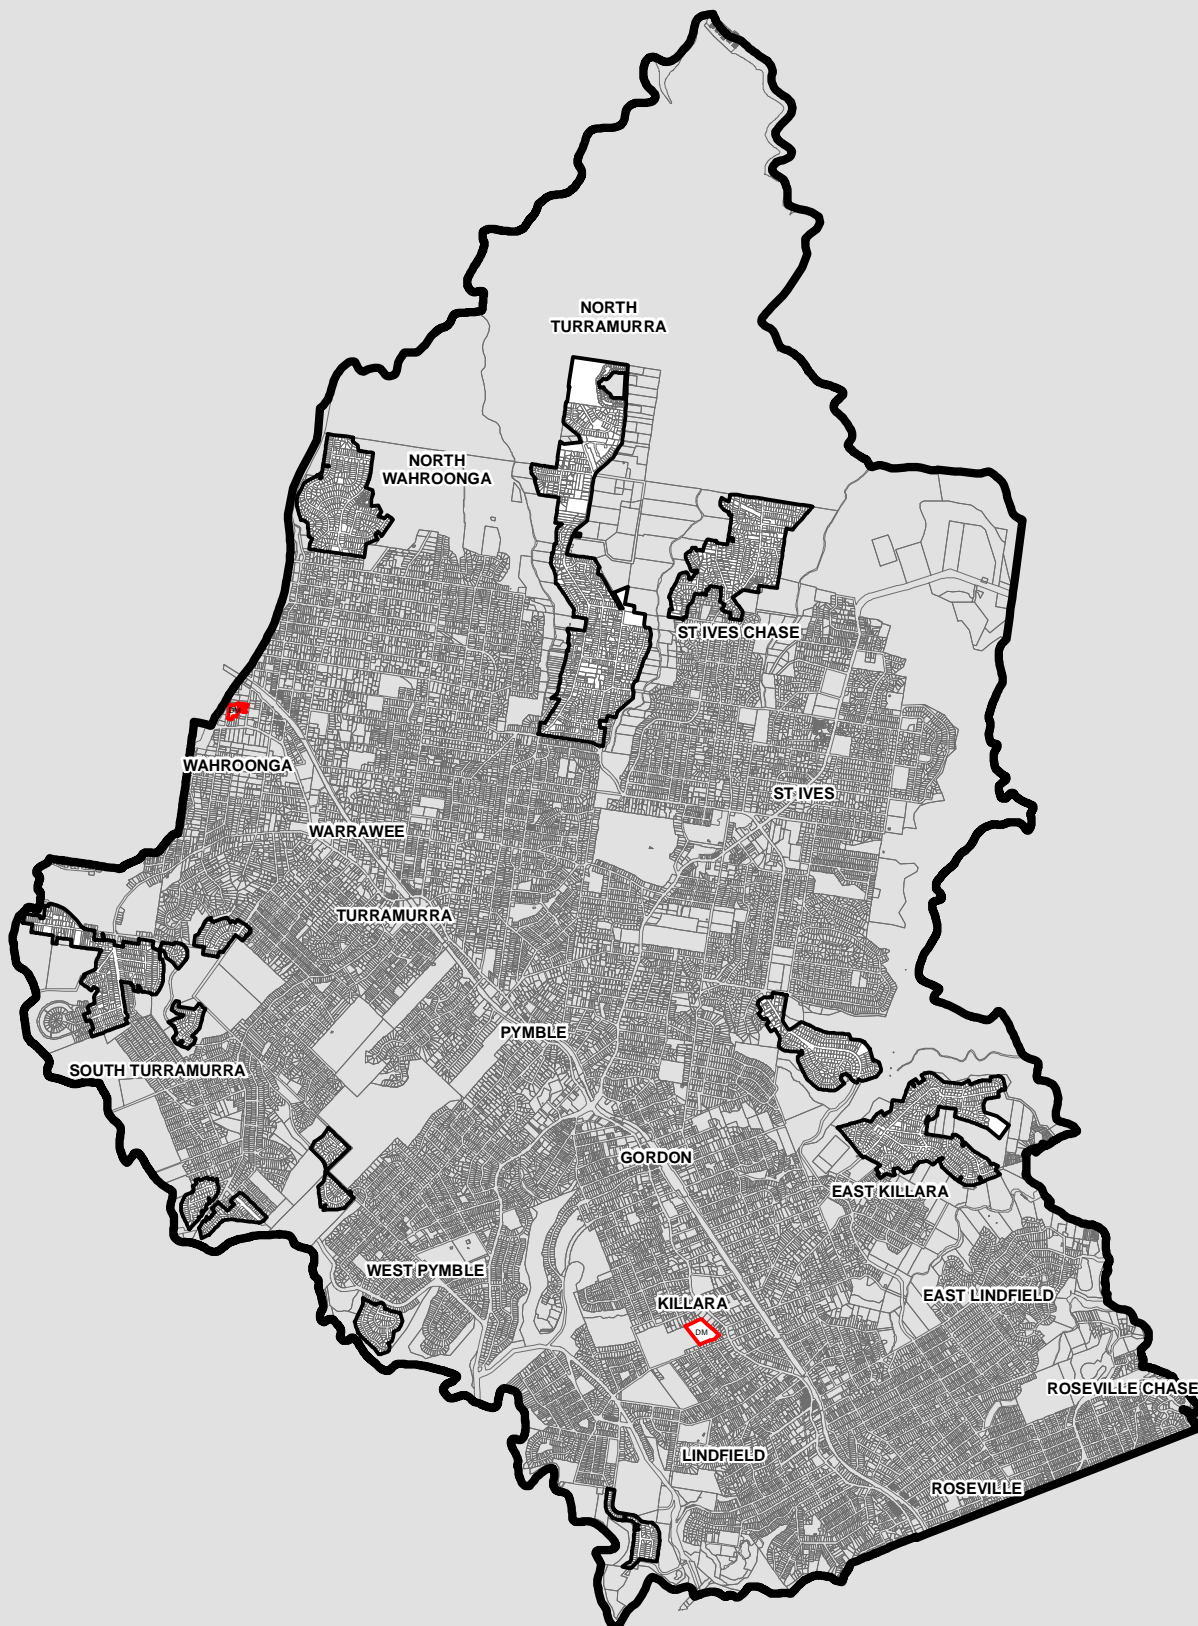 NORTH
TURRAMURRA
NORTH
WAHROONGA
ST IVES CHASE
WAHROONGA
ST IVES
WARRAWEE
TURRAMURRA
PYMBLE
SOUTH TURRAMURRA
GORDON
EAST KILLARA
WEST PYMBLE
EAST LINDFIELD
KILLARA
DM
ROSEVILLE CHASE
LINDFIELD
ROSEVILLE